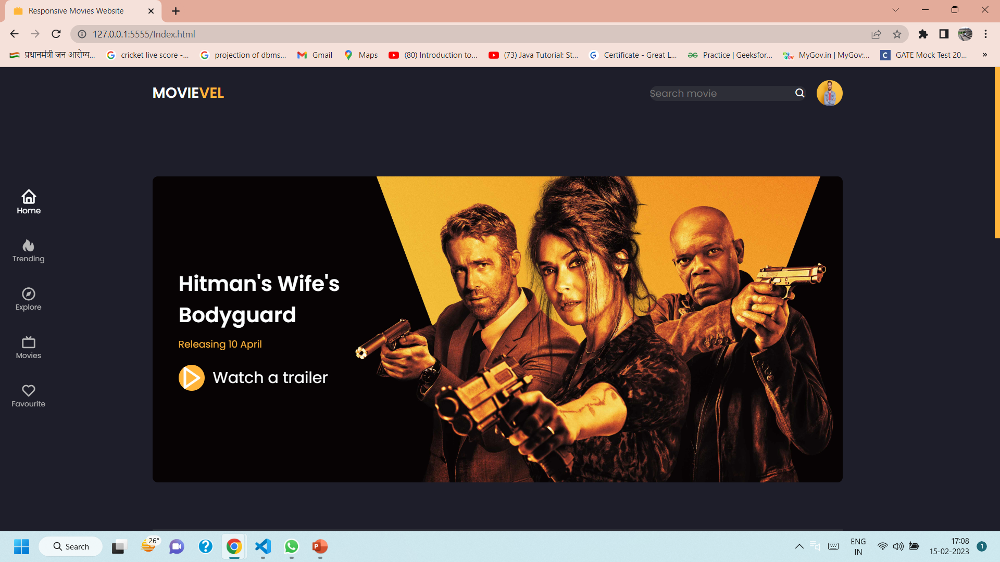 Responsive Movies Website
127.0.0.1:5555/Index.html
प्रधानमंत्री जन आरोग्य...
cricket live score -...
projection of dbms...
Gmail
Maps
(80) Introduction to...
(73) Java Tutorial: St...
Certificate - Great L...
Practice | Geeksfor...
MyGov.in | MyGov:...
GATE Mock Test 20...
»
MOVIEVEL
Search movie
Home
Trending
Explore
Movies
Favourite
Hitman's Wife's
Bodyguard
Releasing 10 April
Watch a trailer
Search
26°
ENG
IN
17:08
15-02-2023
1